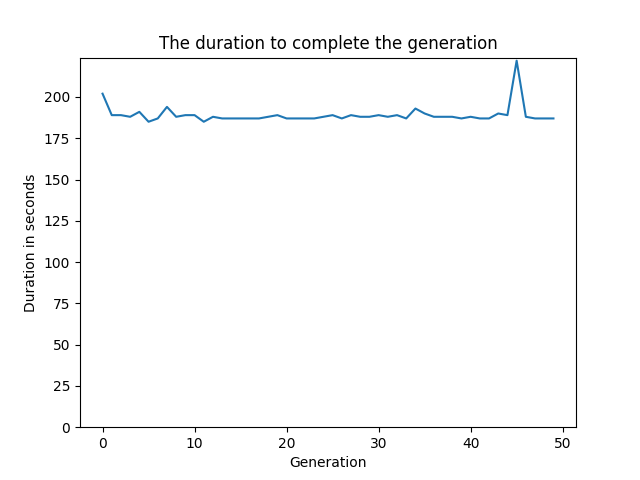 The duration to complete the generation
Duration in seconds
200
175
150
125
100
75
50
25
0
0 10 20 30 40 50
Generation